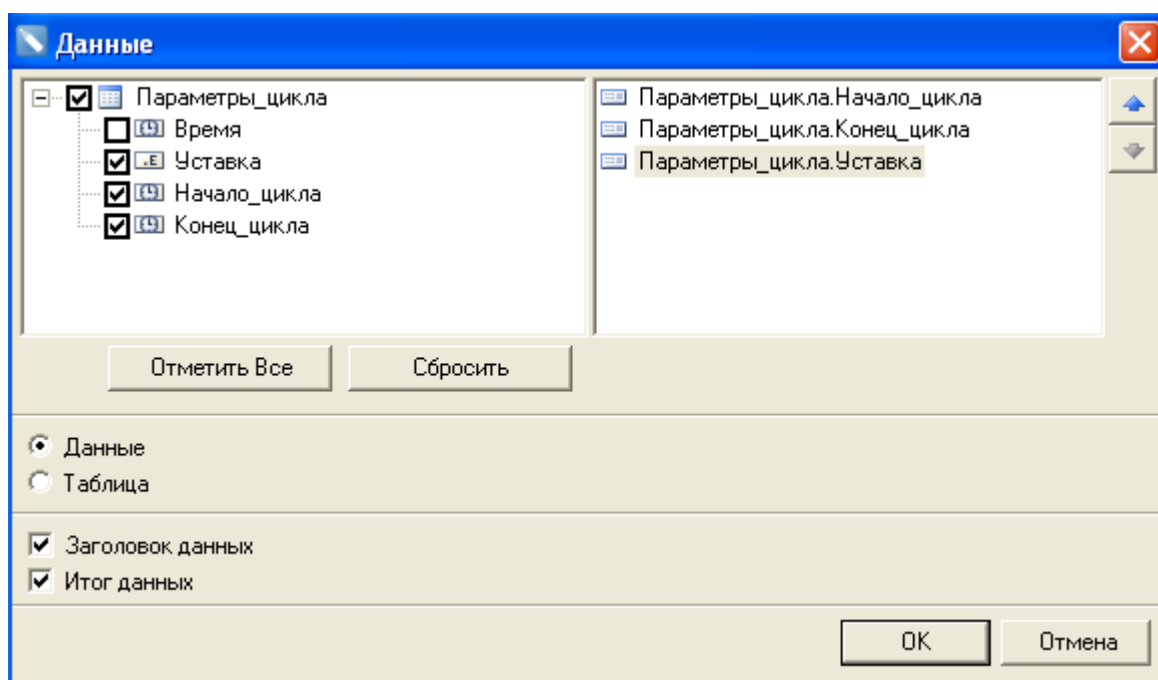 Данные
Параметры_цикла
Время
Уставка
Начало_цикла
Конец_цикла
Параметры_цикла.Начало_цикла
Параметры_цикла.Конец_цикла
Параметры_цикла.Уставка
Отметить Все
Сбросить
Данные
Таблица
Заголовок данных
Итог данных
OK
Отмена